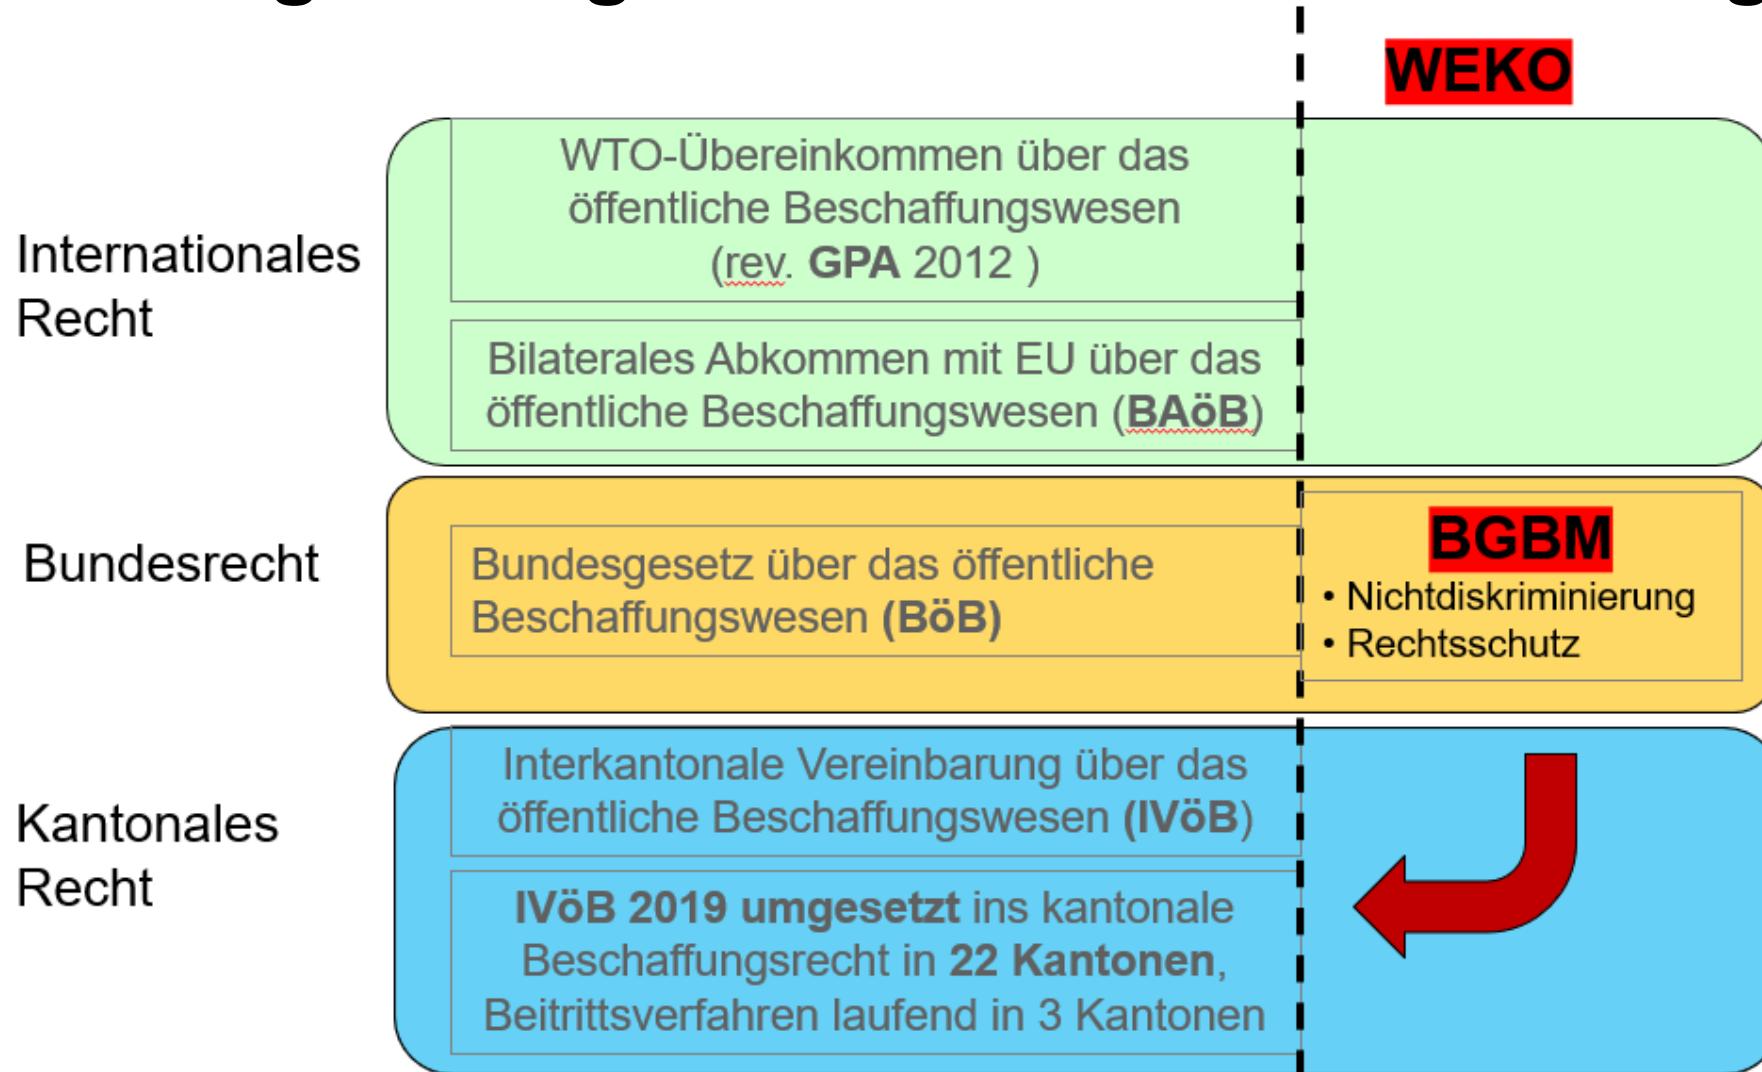 WEKO
Internationales
Recht
WTO-Übereinkommen über das
öffentliche Beschaffungswesen
(rev. GPA 2012 )
Bilaterales Abkommen mit EU über das
öffentliche Beschaffungswesen (BAöB)
Bundesrecht
Bundesgesetz über das öffentliche
Beschaffungswesen (BöB)
BGBM
• Nichtdiskriminierung
• Rechtsschutz
Kantonales
Recht
Interkantonale Vereinbarung über das
öffentliche Beschaffungswesen (IVöB)
IVöB 2019 umgesetzt ins kantonale
Beschaffungsrecht in 22 Kantonen,
Beitrittsverfahren laufend in 3 Kantonen